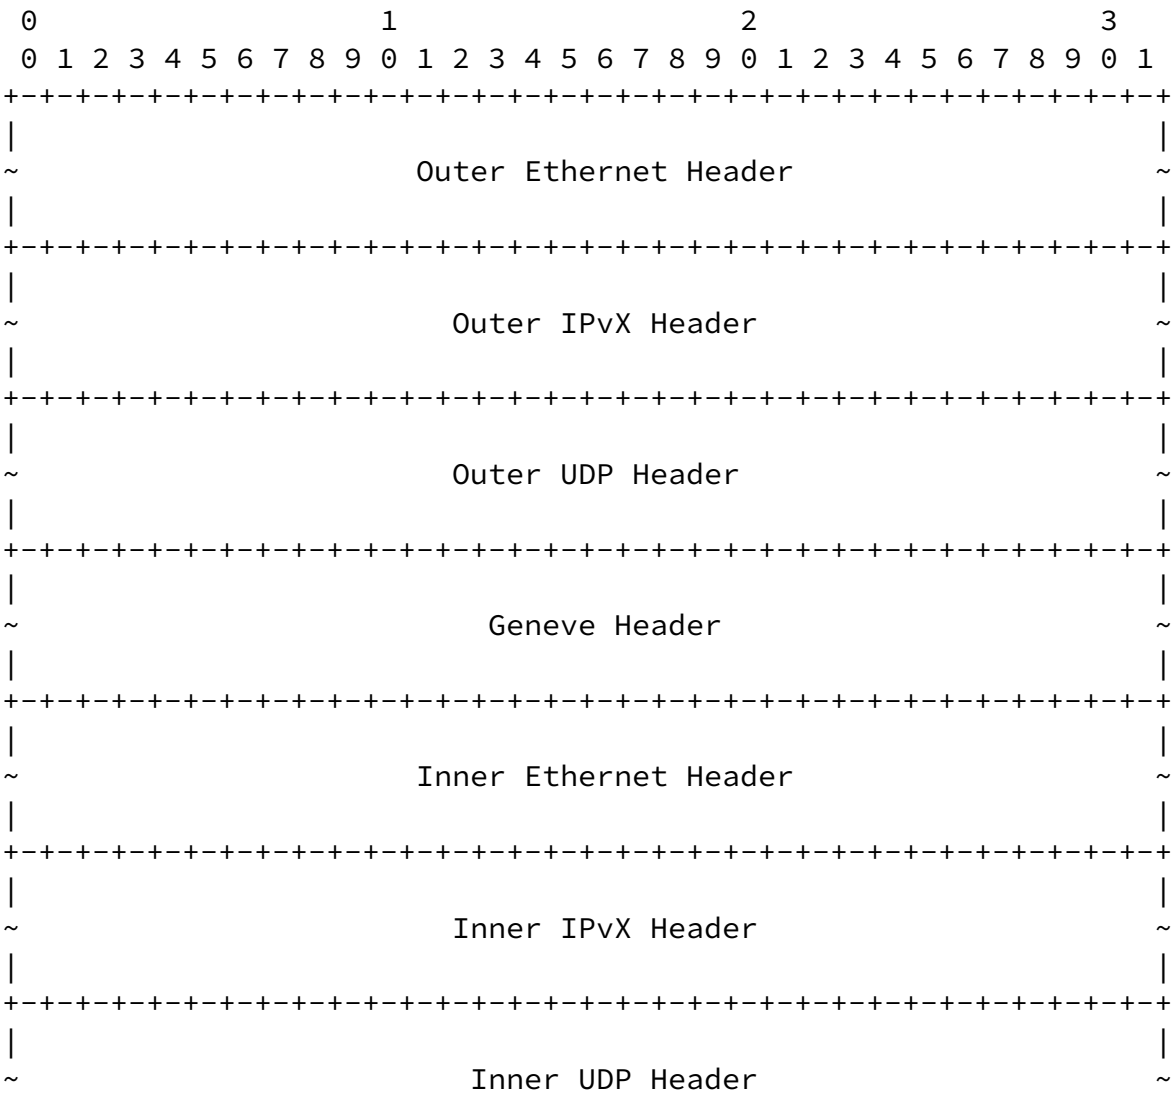 0                   1                   2                   3
 0 1 2 3 4 5 6 7 8 9 0 1 2 3 4 5 6 7 8 9 0 1 2 3 4 5 6 7 8 9 0 1
+-+-+-+-+-+-+-+-+-+-+-+-+-+-+-+-+-+-+-+-+-+-+-+-+-+-+-+-+-+-+-+-+
|                                                               |
~                      Outer Ethernet Header                    ~
|                                                               |
+-+-+-+-+-+-+-+-+-+-+-+-+-+-+-+-+-+-+-+-+-+-+-+-+-+-+-+-+-+-+-+-+
|                                                               |
~                        Outer IPvX Header                      ~
|                                                               |
+-+-+-+-+-+-+-+-+-+-+-+-+-+-+-+-+-+-+-+-+-+-+-+-+-+-+-+-+-+-+-+-+
|                                                               |
~                        Outer UDP Header                       ~
|                                                               |
+-+-+-+-+-+-+-+-+-+-+-+-+-+-+-+-+-+-+-+-+-+-+-+-+-+-+-+-+-+-+-+-+
|                                                               |
~                          Geneve Header                        ~
|                                                               |
+-+-+-+-+-+-+-+-+-+-+-+-+-+-+-+-+-+-+-+-+-+-+-+-+-+-+-+-+-+-+-+-+
|                                                               |
~                      Inner Ethernet Header                    ~
|                                                               |
+-+-+-+-+-+-+-+-+-+-+-+-+-+-+-+-+-+-+-+-+-+-+-+-+-+-+-+-+-+-+-+-+
|                                                               |
~                        Inner IPvX Header                      ~
|                                                               |
+-+-+-+-+-+-+-+-+-+-+-+-+-+-+-+-+-+-+-+-+-+-+-+-+-+-+-+-+-+-+-+-+
|                                                               |
~                         Inner UDP Header                      ~